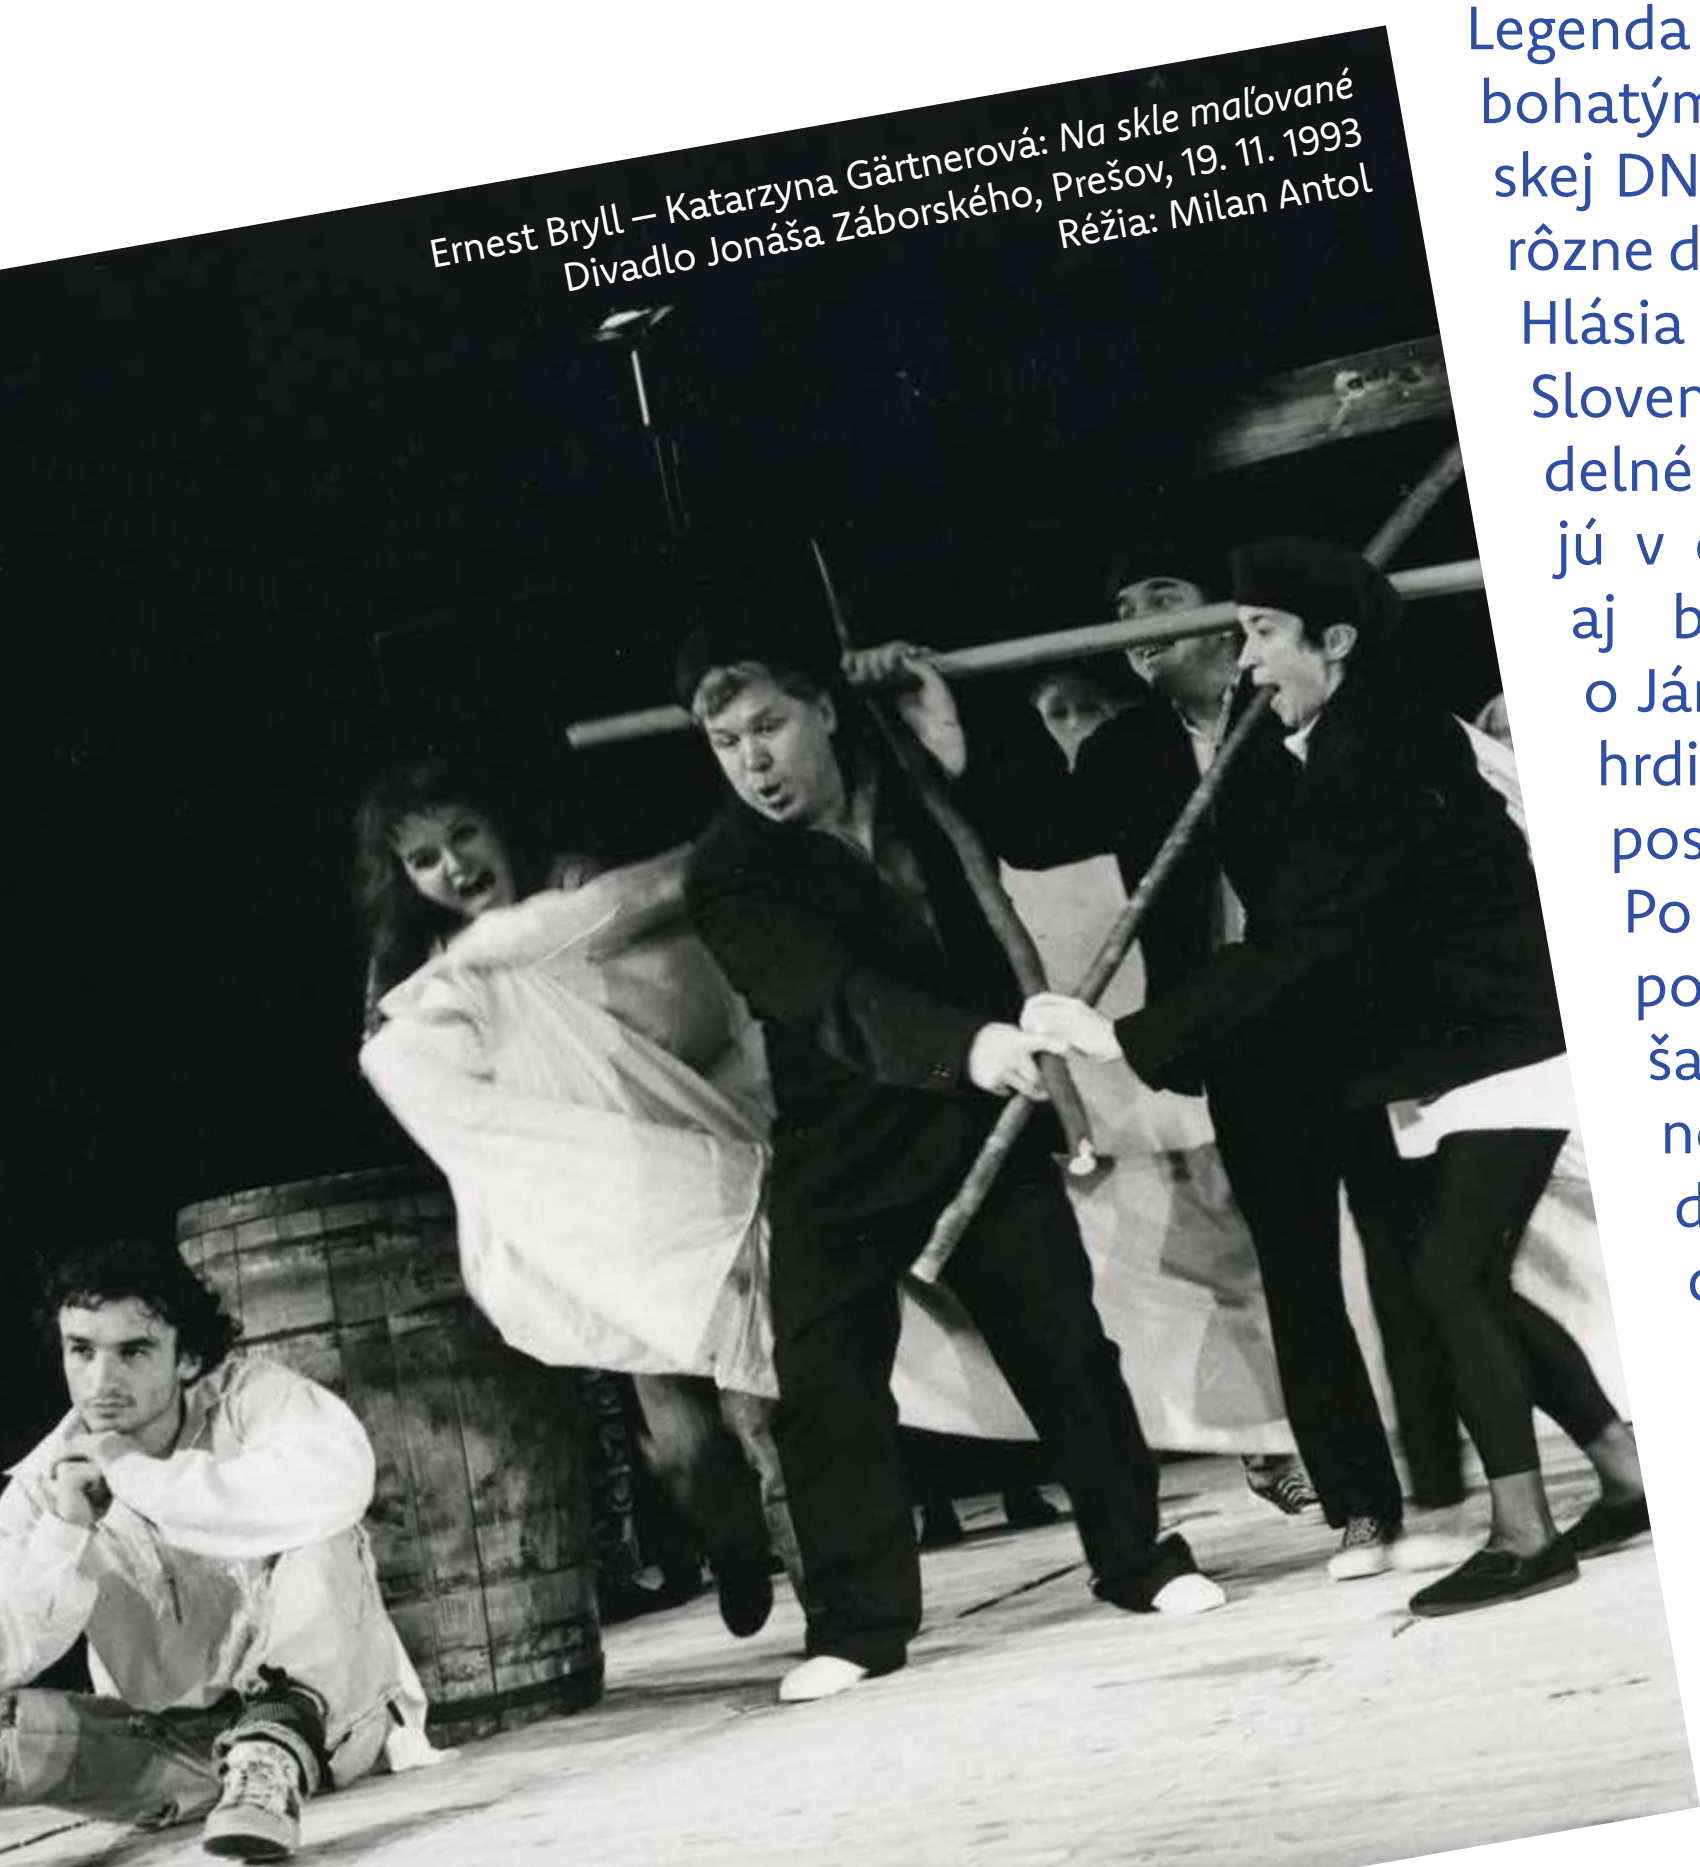 Ernest Bryll – Katarzyna Gärtnerová: Na skle maľované
Divadlo Jonáša Záborského, Prešov, 19. 11. 1993
Réžia: Milan Antol
Legenda
bohatým
skej DN
rôzne d
Hlásia
Sloven
delné
jú v
aj b
o Já
hrdi
pos
Po
po
ša
n
d